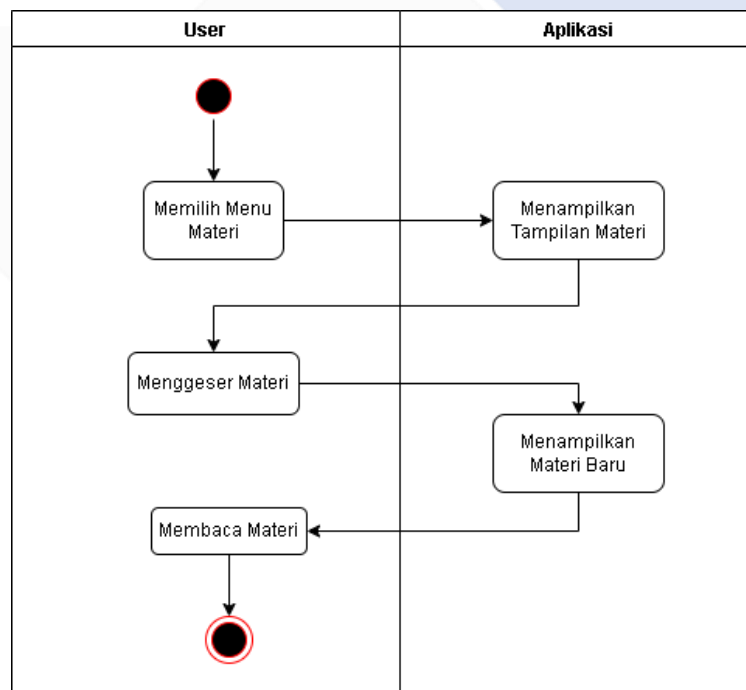 User
Aplikasi
Memilih Menu
Materi
Menampilkan
Tampilan Materi
Menggeser Materi
Menampilkan
Materi Baru
Membaca Materi